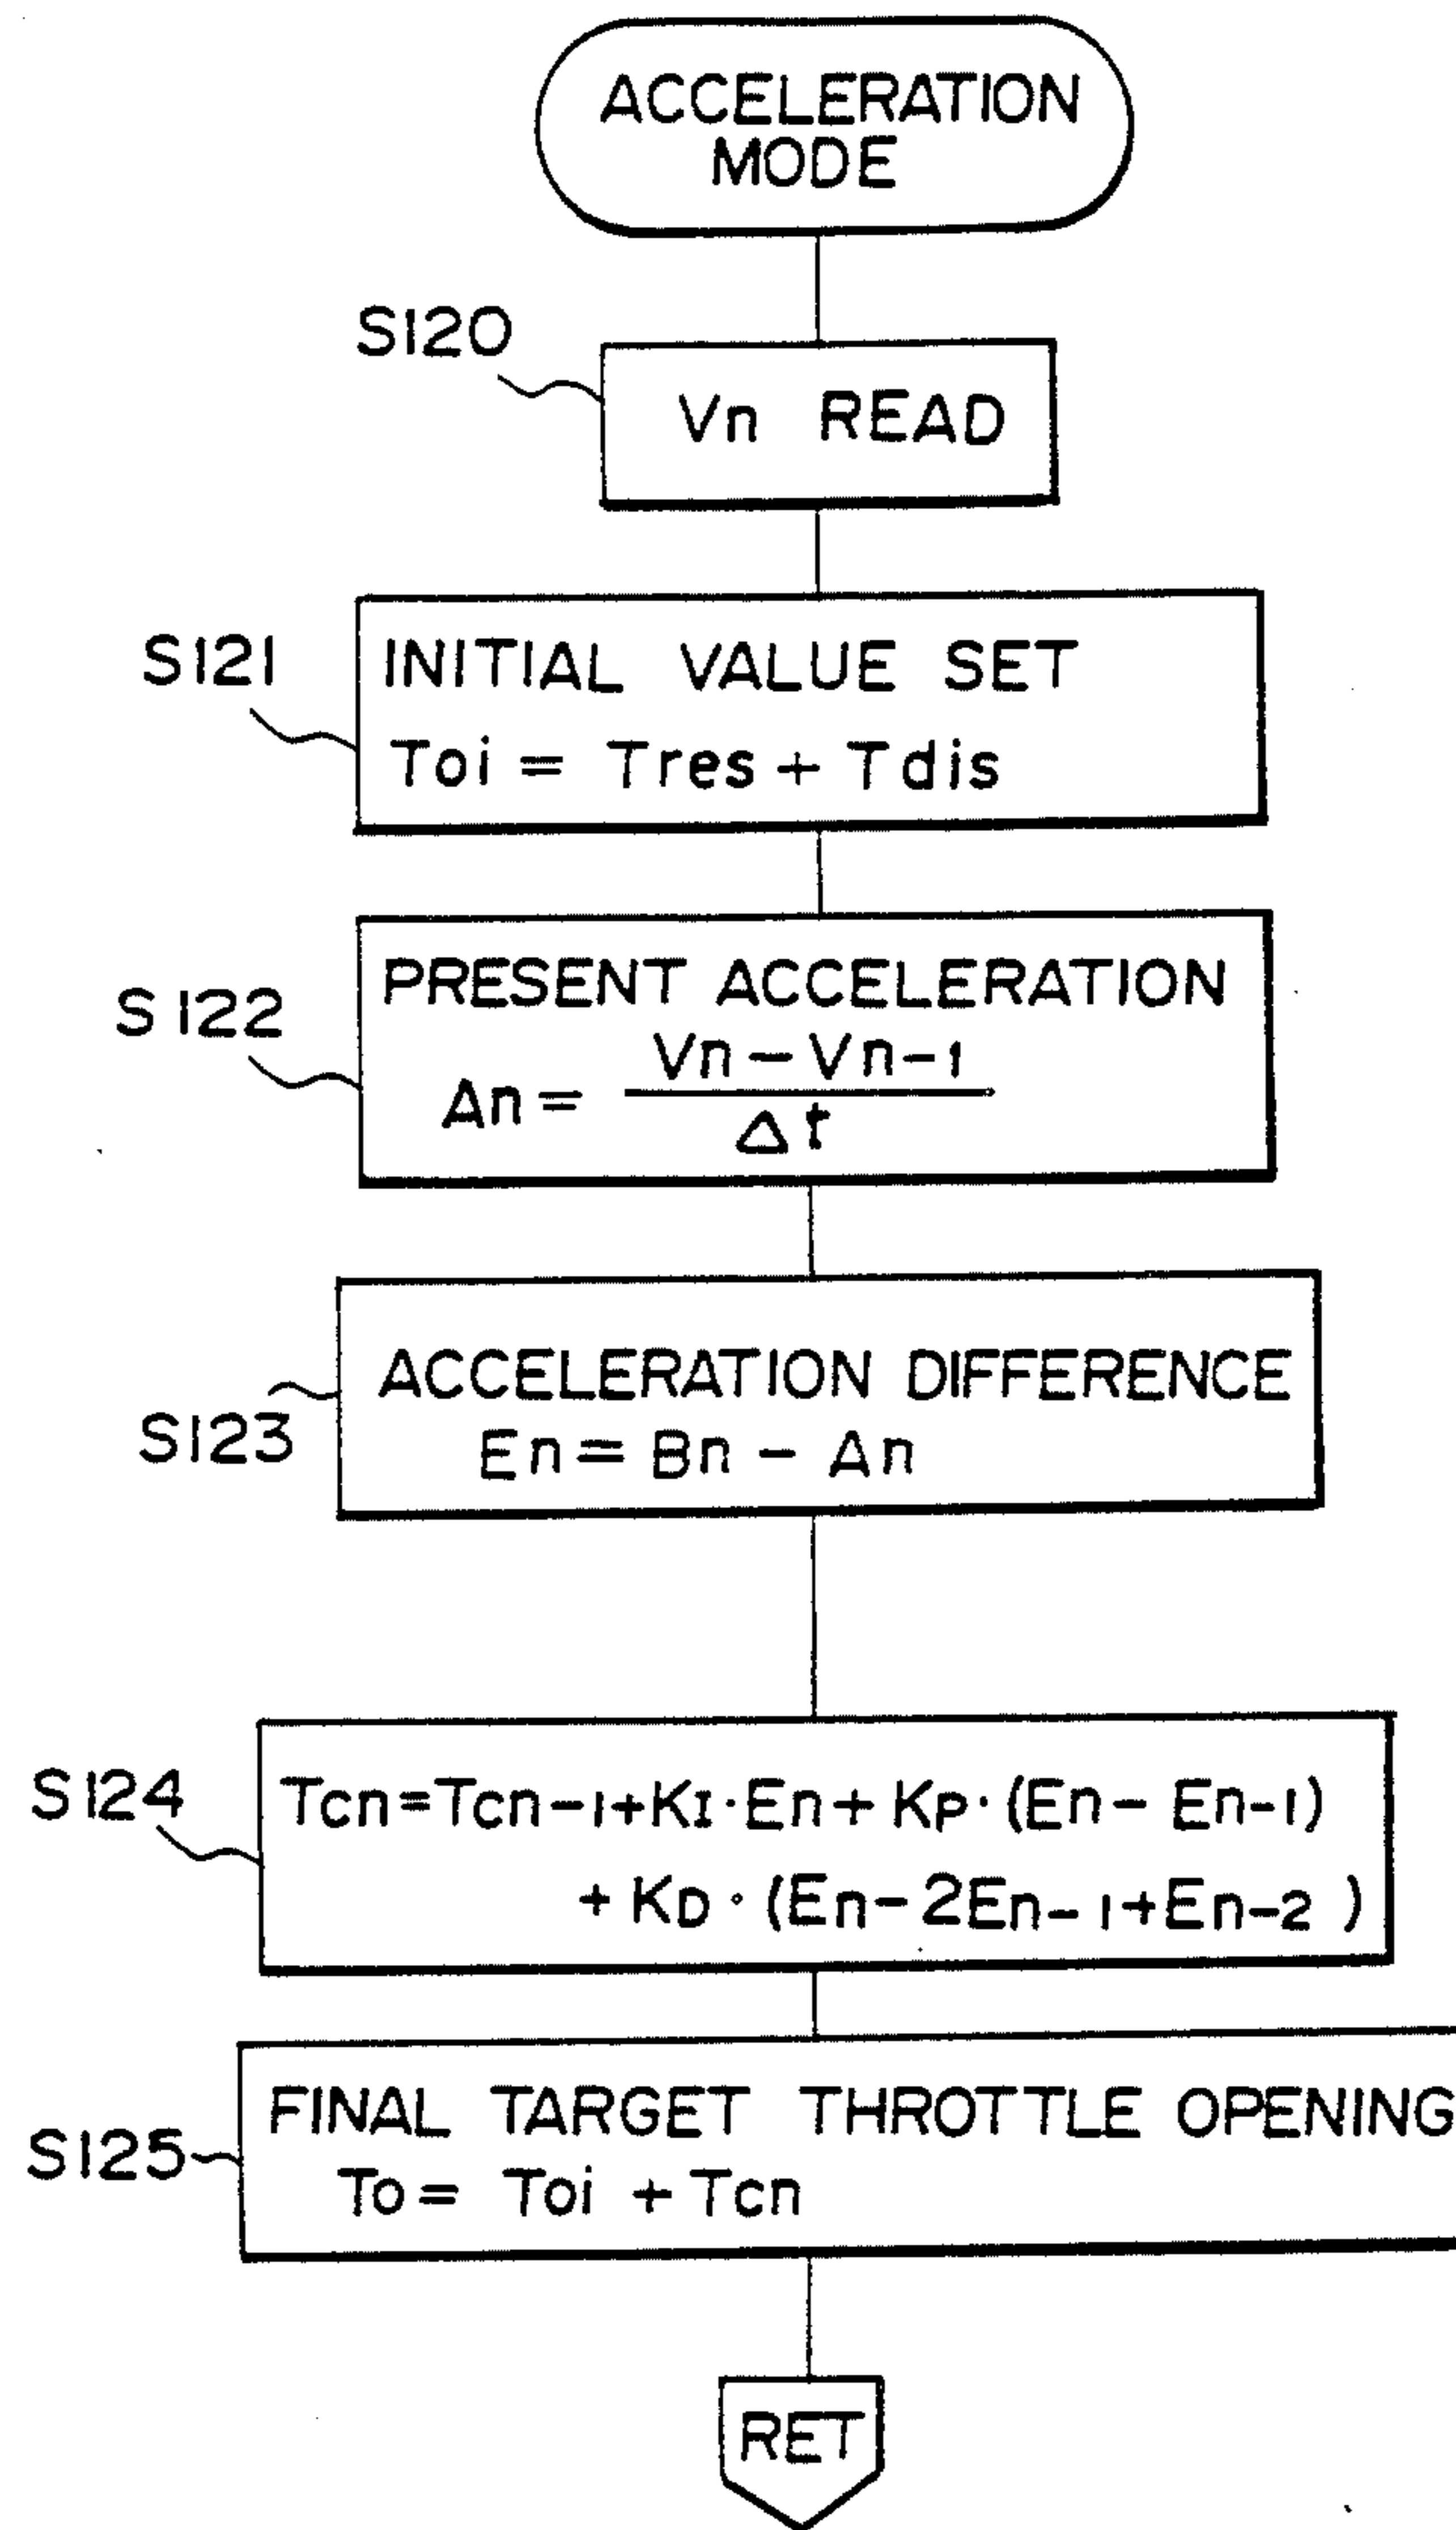 ACCELERATION
MODE
S120
Vn READ
S121
INITIAL VALUE SET
Toi = Tres + Tdis
S122
PRESENT ACCELERATION
An = Vn - Vn-1
Δt
ACCELERATION DIFFERENCE
S123
En = Bn - An
S124
Tcn=Tcn-1+KI·En+KP·(En-En-1)
+KD·(En-2En-1+En-2)
FINAL TARGET THROTTLE OPENING
S125
To = Toi + Tcn
RET